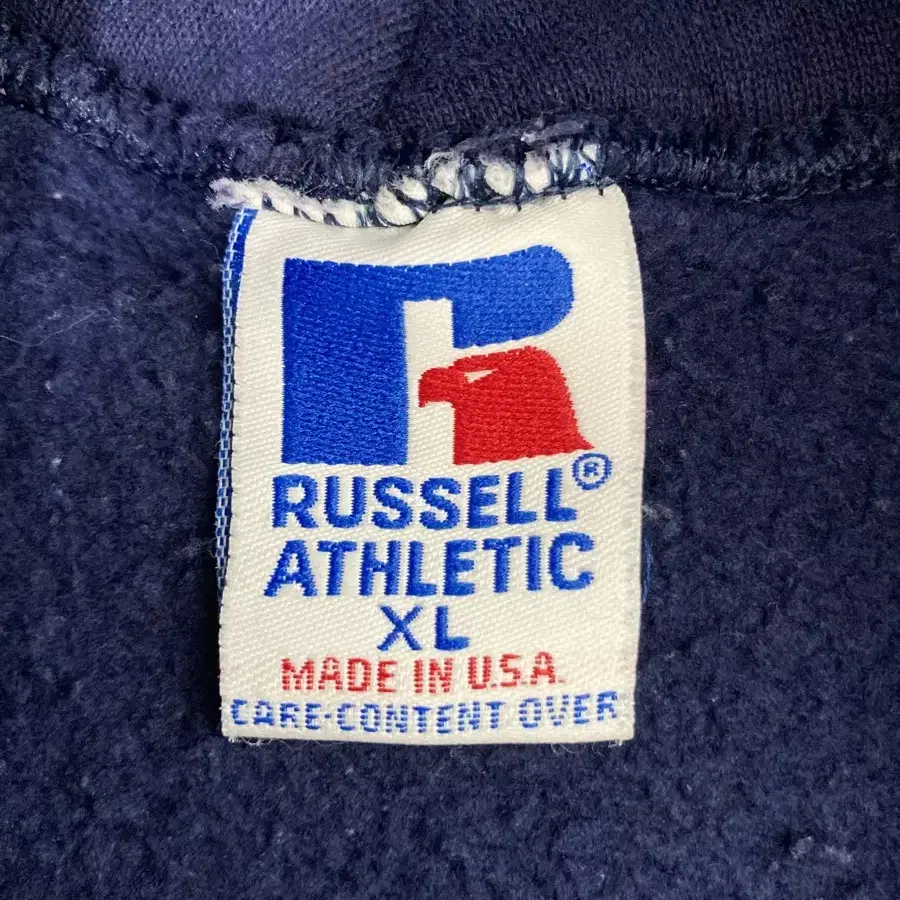 RUSSELL®
ATHLETIC
XL
MADE IN U.S.A.
CARE-CONTENT OVER